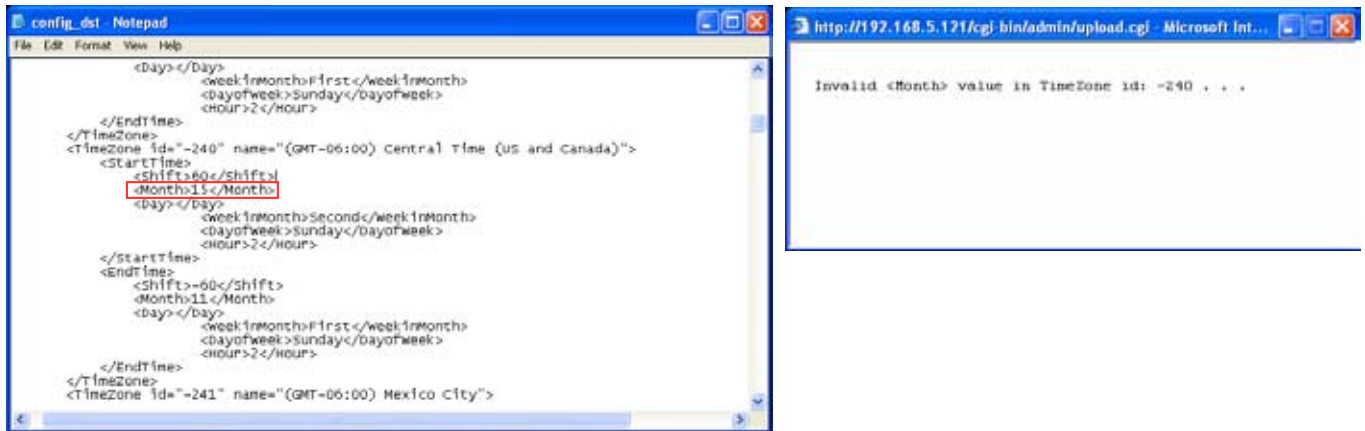 config_dst - Notepad
File Edit Format View Help
<Day></Day>
<WeekInMonth>First</WeekInMonth>
<DayofWeek>Sunday</DayofWeek>
<Hour>2</Hour>
</EndTime>
</TimeZone>
<TimeZone id="-240" name="(GMT-06:00) Central Time (US and Canada)">
<StartTime>
<Shift>60</Shift>
<Month>15</Month>
<Day></Day>
<WeekInMonth>Second</WeekInMonth>
<DayofWeek>Sunday</DayofWeek>
<Hour>2</Hour>
</StartTime>
<EndTime>
<Shift>-60</Shift>
<Month>11</Month>
<Day></Day>
<WeekInMonth>First</WeekInMonth>
<DayofWeek>Sunday</DayofWeek>
<Hour>2</Hour>
</EndTime>
</TimeZone>
<TimeZone id="-241" name="(GMT-06:00) Mexico City">
http://192.168.5.121/cgi-bin/admin/upload.cgi - Microsoft Int...
Invalid <Month> value in TimeZone id: -240 . . .